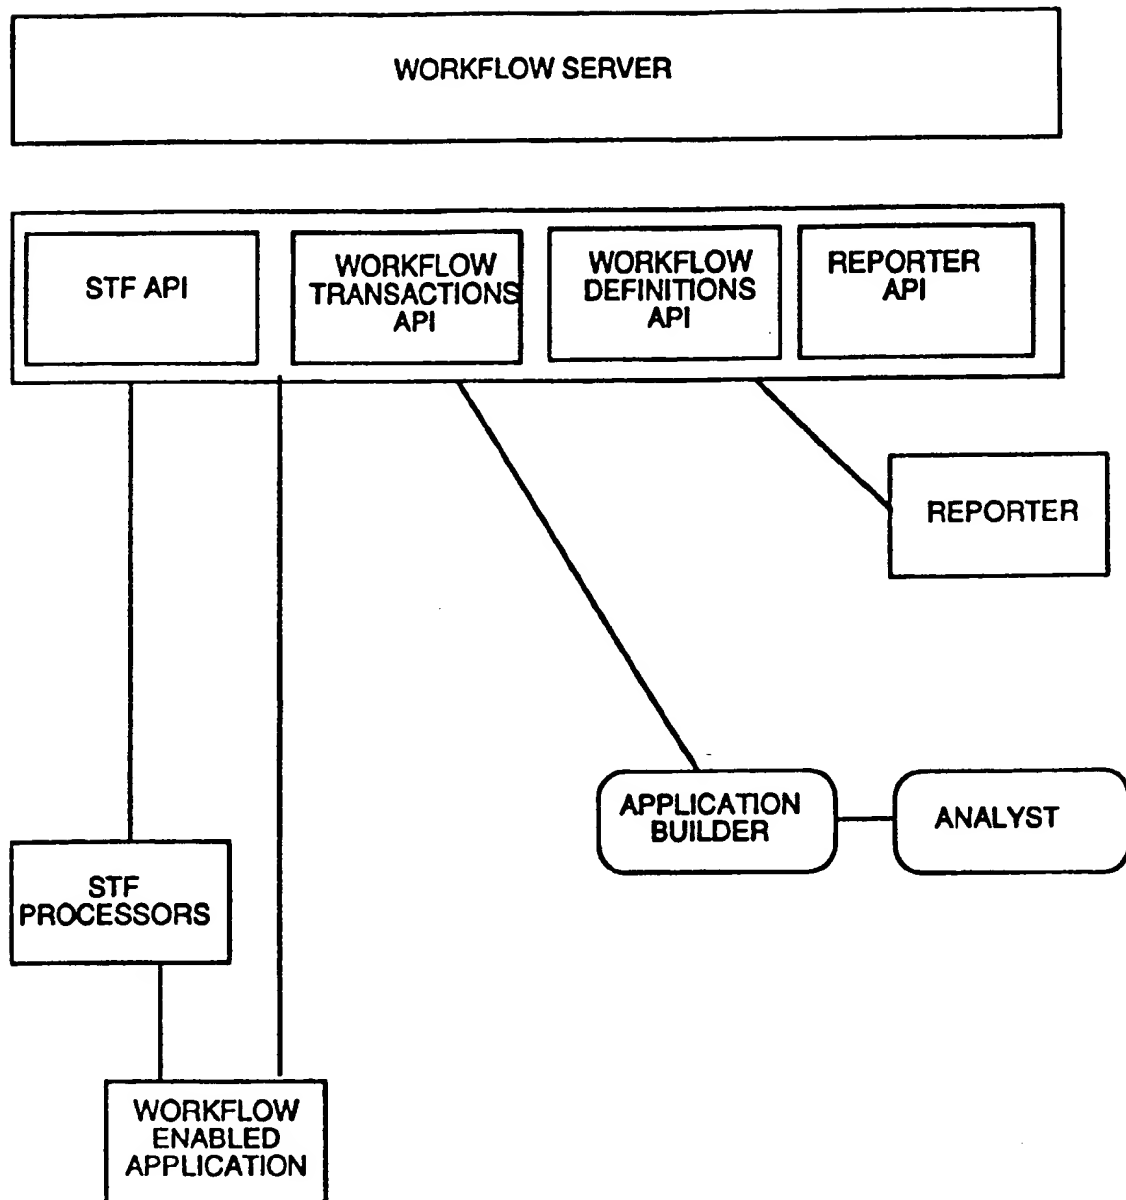 WORKFLOW SERVER
STF API
WORKFLOW
TRANSACTIONS
API
WORKFLOW
DEFINITIONS
API
REPORTER
API
REPORTER
APPLICATION
BUILDER
ANALYST
STF
PROCESSORS
WORKFLOW
ENABLED
APPLICATION